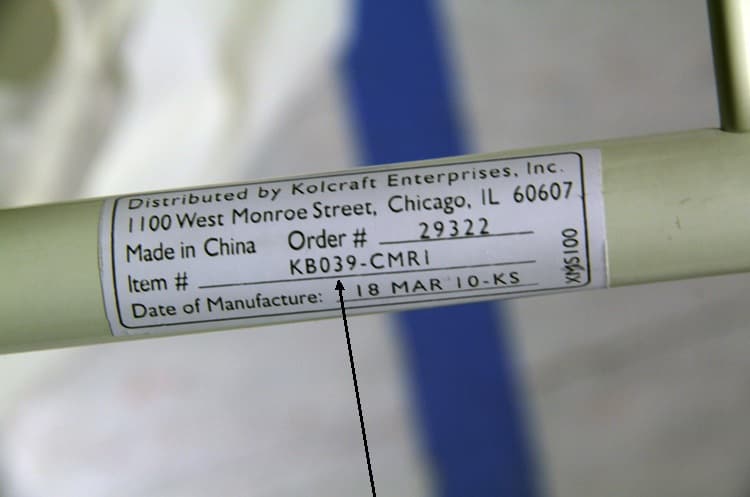 Distributed by Kolcraft Enterprises, Inc.
1100 West Monroe Street, Chicago, IL 60607
Made in China Order # 29322
Item # KB039-CMR1
Date of Manufacture: 18 MAR'10-KS
XMS100